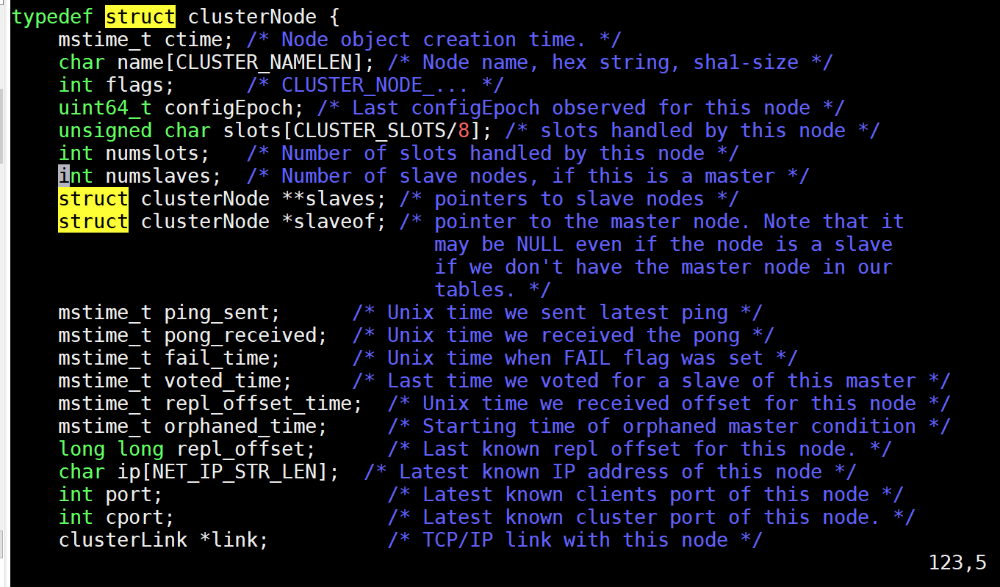 typedef struct clusterNode {
    mstime_t ctime; /* Node object creation time. */
    char name[CLUSTER_NAMELEN]; /* Node name, hex string, sha1-size */
    int flags;      /* CLUSTER_NODE_... */
    uint64_t configEpoch; /* Last configEpoch observed for this node */
    unsigned char slots[CLUSTER_SLOTS/8]; /* slots handled by this node */
    int numslots;   /* Number of slots handled by this node */
    int numslaves;  /* Number of slave nodes, if this is a master */
    struct clusterNode **slaves; /* pointers to slave nodes */
    struct clusterNode *slaveof; /* pointer to the master node. Note that it
                                    may be NULL even if the node is a slave
                                    if we don't have the master node in our
                                    tables. */
    mstime_t ping_sent;      /* Unix time we sent latest ping */
    mstime_t pong_received;  /* Unix time we received the pong */
    mstime_t fail_time;      /* Unix time when FAIL flag was set */
    mstime_t voted_time;     /* Last time we voted for a slave of this master */
    mstime_t repl_offset_time;  /* Unix time we received offset for this node */
    mstime_t orphaned_time;     /* Starting time of orphaned master condition */
    long long repl_offset;      /* Last known repl offset for this node. */
    char ip[NET_IP_STR_LEN];  /* Latest known IP address of this node */
    int port;                   /* Latest known clients port of this node */
    int cport;                  /* Latest known cluster port of this node. */
    clusterLink *link;          /* TCP/IP link with this node */
123,5